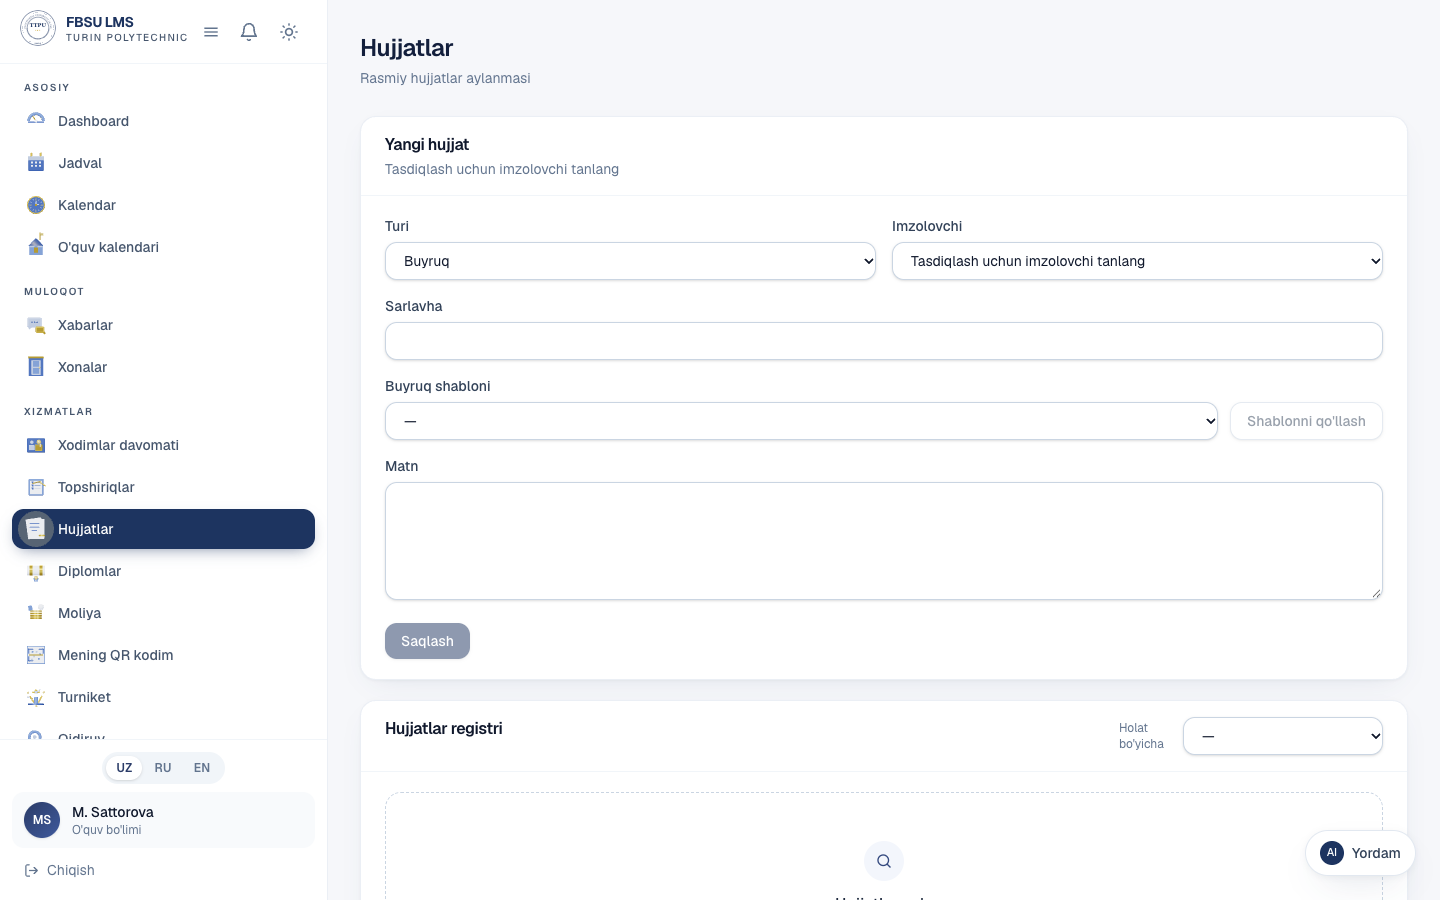 TTPU
FBSU LMS
TURIN POLYTECHNIC
ASOSIY
Dashboard
Jadval
Kalendar
O'quv kalendari
MULOQOT
Xabarlar
Xonalar
XIZMATLAR
Xodimlar davomati
Topshiriqlar
Hujjatlar
Diplomlar
Moliya
Mening QR kodim
Turniket
Qidiruv
UZ RU EN
MS
M. Sattorova
O'quv bo'limi
Chiqish
Hujjatlar
Rasmiy hujjatlar aylanmasi
Yangi hujjat
Tasdiqlash uchun imzolovchi tanlang
Turi
Buyruq
Imzolovchi
Tasdiqlash uchun imzolovchi tanlang
Sarlavha
Buyruq shabloni
—
Shablonni qo'llash
Matn
Saqlash
Hujjatlar registri
Holat
bo'yicha
—
AI Yordam